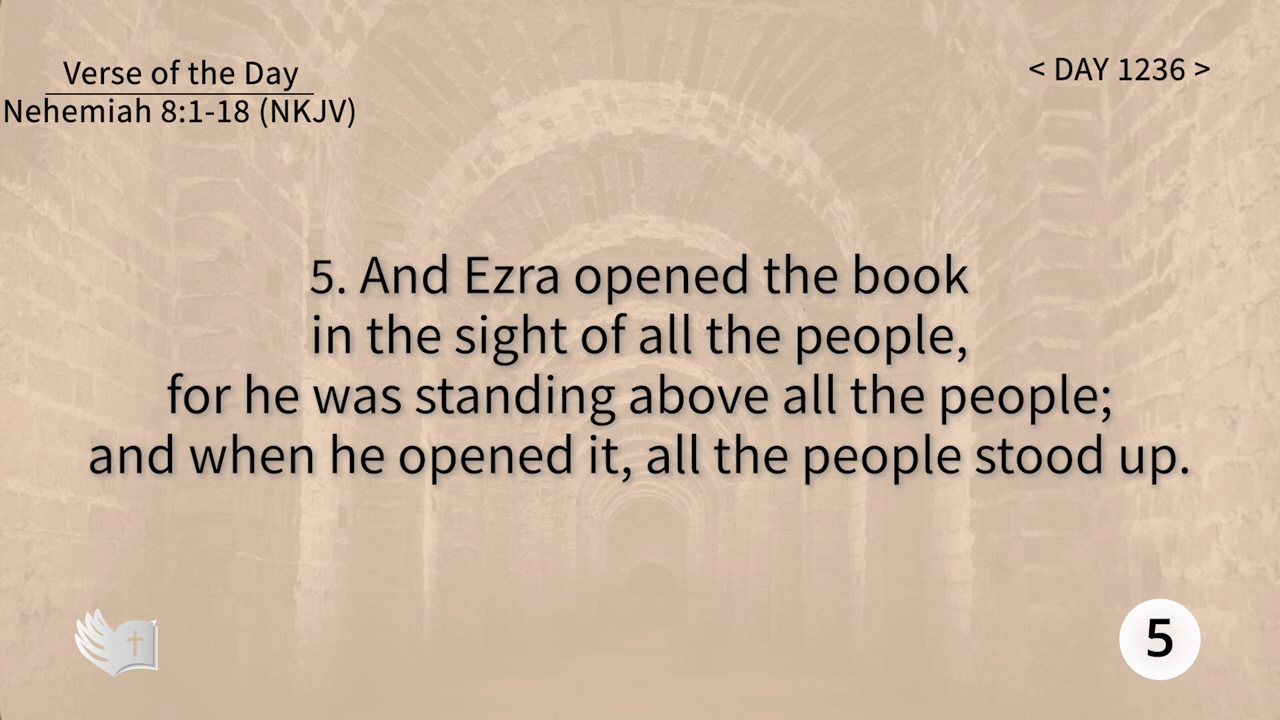 Verse of the Day
Nehemiah 8:1-18 (NKJV)
< DAY 1236 >
5. And Ezra opened the book
in the sight of all the people,
for he was standing above all the people;
and when he opened it, all the people stood up.
5